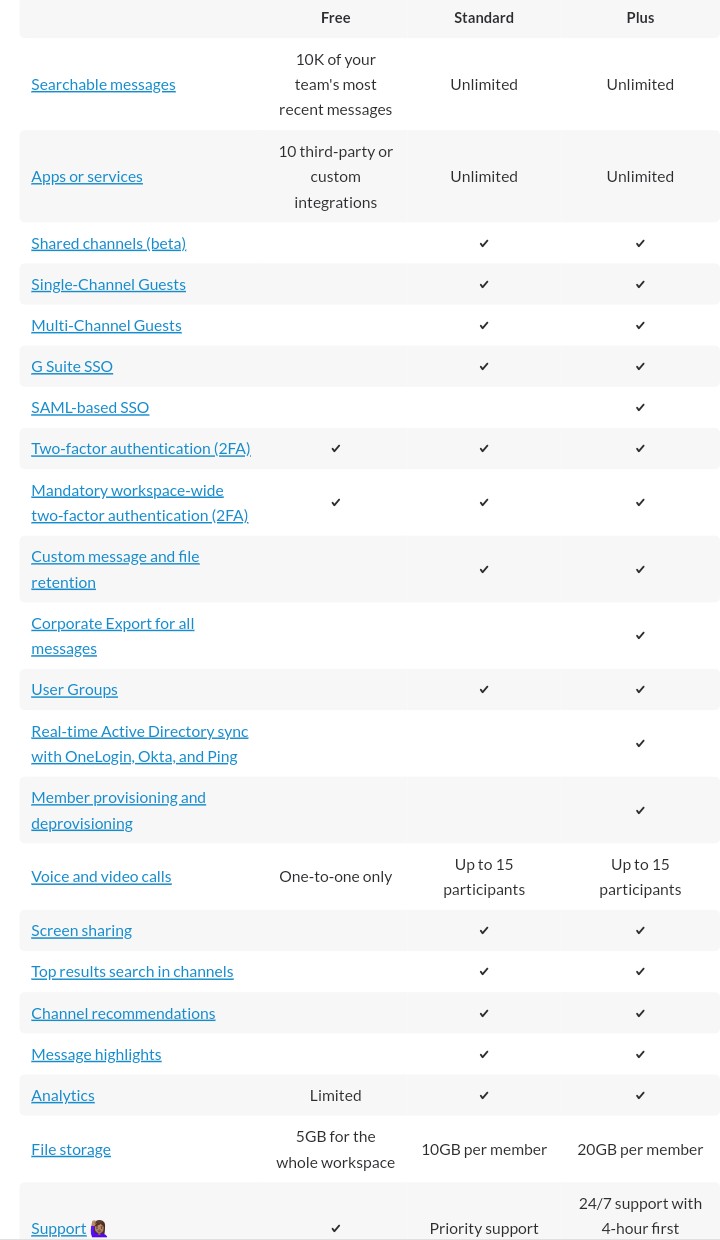 Free Standard Plus
Searchable messages
10K of your
team's most
recent messages
Unlimited
Unlimited
Apps or services
10 third-party or
custom
integrations
Unlimited
Unlimited
Shared channels (beta) ✓ ✓
Single-Channel Guests ✓ ✓
Multi-Channel Guests ✓ ✓
G Suite SSO ✓ ✓
SAML-based SSO ✓
Two-factor authentication (2FA) ✓ ✓ ✓
Mandatory workspace-wide
two-factor authentication (2FA)
✓ ✓ ✓
Custom message and file
retention
✓ ✓
Corporate Export for all
messages
✓
User Groups ✓ ✓
Real-time Active Directory sync
with OneLogin, Okta, and Ping
✓
Member provisioning and
deprovisioning
✓
Voice and video calls
One-to-one only
Up to 15
participants
Up to 15
participants
Screen sharing ✓ ✓
Top results search in channels ✓ ✓
Channel recommendations ✓ ✓
Message highlights ✓ ✓
Analytics Limited ✓ ✓
File storage
5GB for the
whole workspace
10GB per member
20GB per member
Support 🙋🏾‍♀️ ✓
Priority support
24/7 support with
4-hour first